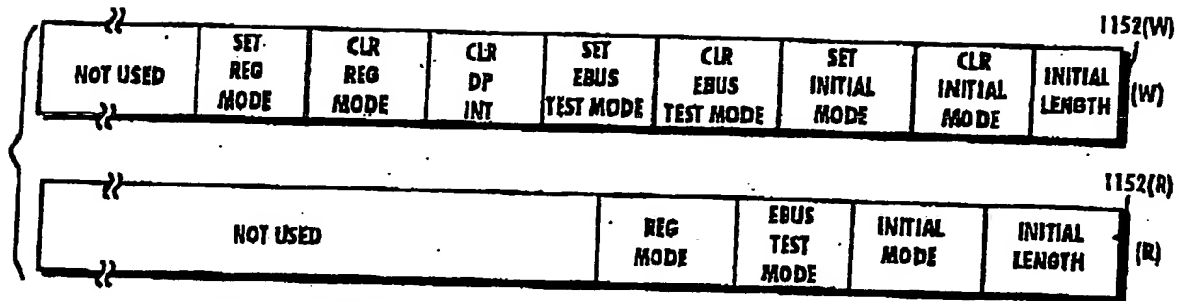 1152(W)
NOT USED
SET
REG
MODE
CLR
REG
MODE
CLR
DP
INT
SET
EBUS
TEST MODE
CLR
EBUS
TEST MODE
SET
INITIAL
MODE
CLR
INITIAL
MODE
INITIAL
LENGTH
(W)
1152(R)
NOT USED
REG
MODE
EBUS
TEST
MODE
INITIAL
MODE
INITIAL
LENGTH
(R)